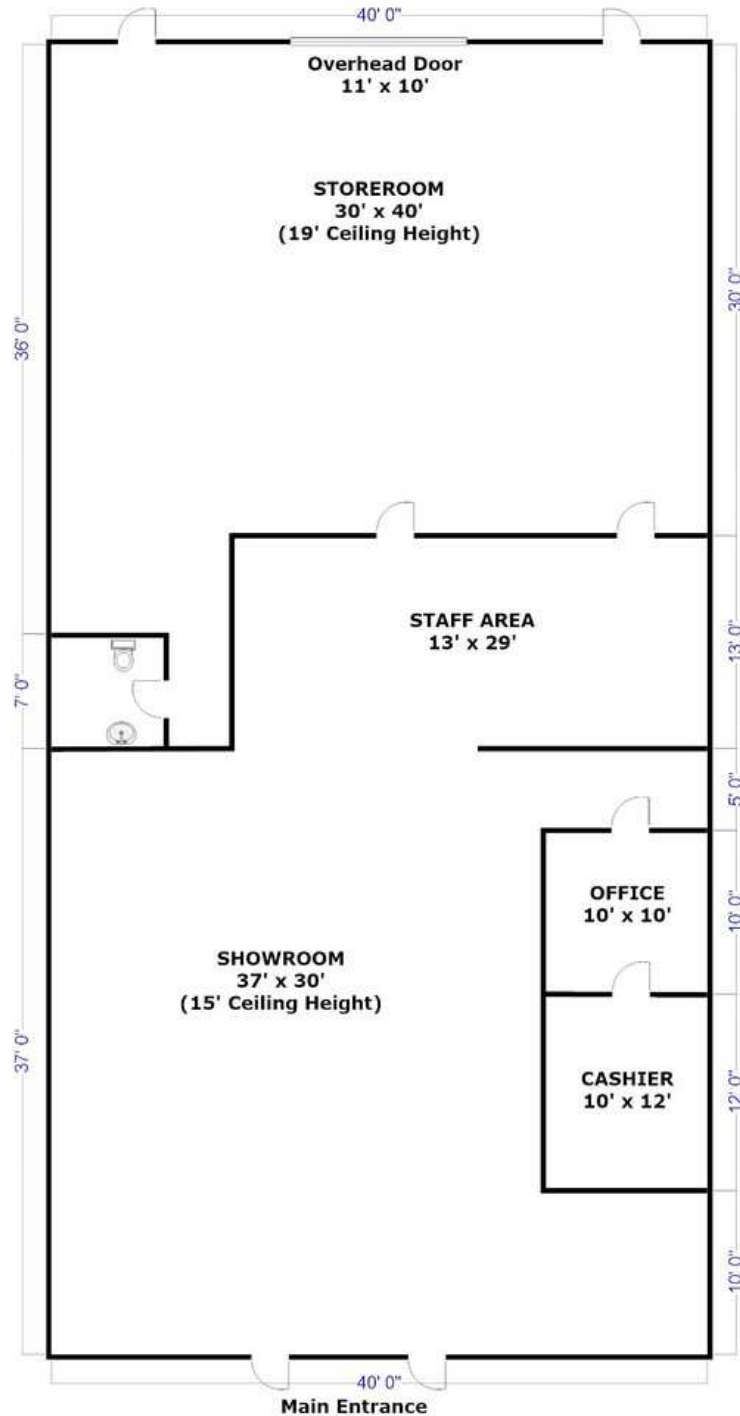 40' 0"
Overhead Door
11' x 10'
STOREROOM
30' x 40'
(19' Ceiling Height)
36' 0"
30' 0"
STAFF AREA
13' x 29'
7' 0"
13' 0"
5' 0"
OFFICE
10' x 10'
10' 0"
SHOWROOM
37' x 30'
(15' Ceiling Height)
37' 0"
CASHIER
10' x 12'
12' 0"
10' 0"
40' 0"
Main Entrance